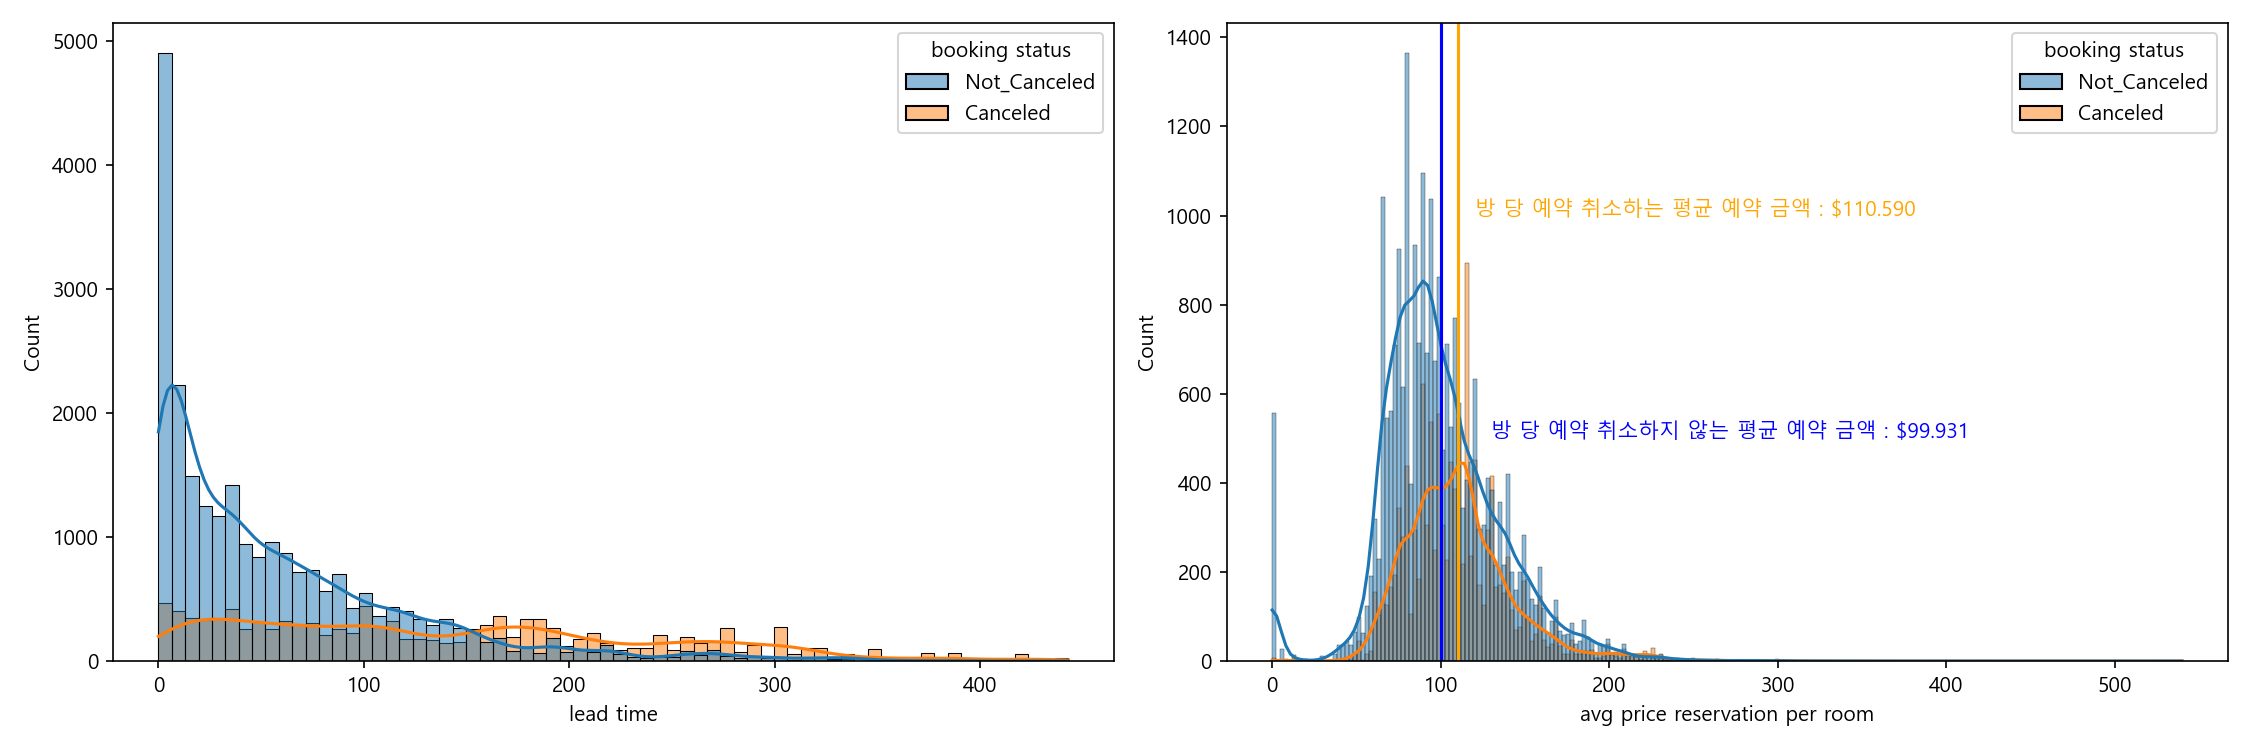 5000
4000
3000
2000
1000
0
Count
0 100 200 300 400
lead time
booking status
Not_Canceled
Canceled
1400
1200
1000
800
600
400
200
0
Count
0 100 200 300 400 500
avg price reservation per room
booking status
Not_Canceled
Canceled
방 당 예약 취소하는 평균 예약 금액 : $110.590
방 당 예약 취소하지 않는 평균 예약 금액 : $99.931